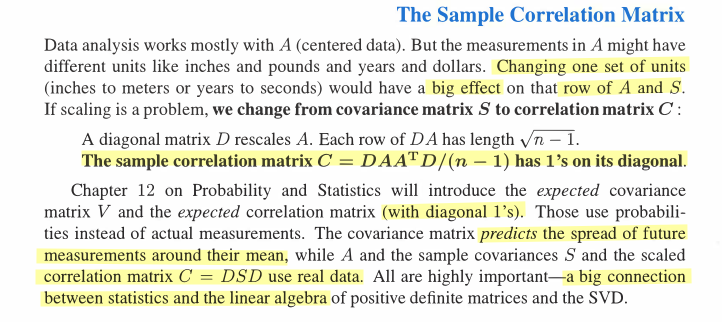 The Sample Correlation Matrix
Data analysis works mostly with A (centered data). But the measurements in A might have
different units like inches and pounds and years and dollars. Changing one set of units
(inches to meters or years to seconds) would have a big effect on that row of A and S.
If scaling is a problem, we change from covariance matrix S to correlation matrix C :
A diagonal matrix D rescales A. Each row of DA has length √n − 1.
The sample correlation matrix C = DAAᵀD/(n − 1) has 1's on its diagonal.
Chapter 12 on Probability and Statistics will introduce the expected covariance
matrix V and the expected correlation matrix (with diagonal 1's). Those use probabili-
ties instead of actual measurements. The covariance matrix predicts the spread of future
measurements around their mean, while A and the sample covariances S and the scaled
correlation matrix C = DSD use real data. All are highly important—a big connection
between statistics and the linear algebra of positive definite matrices and the SVD.